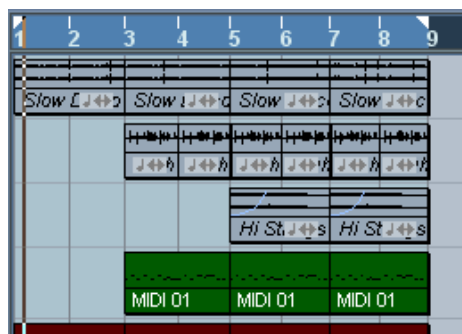 1 2 3 4 5 6 7 8 9
Slow Slow Slow Slow
Hi St Hi St
MIDI 01 MIDI 01 MIDI 01